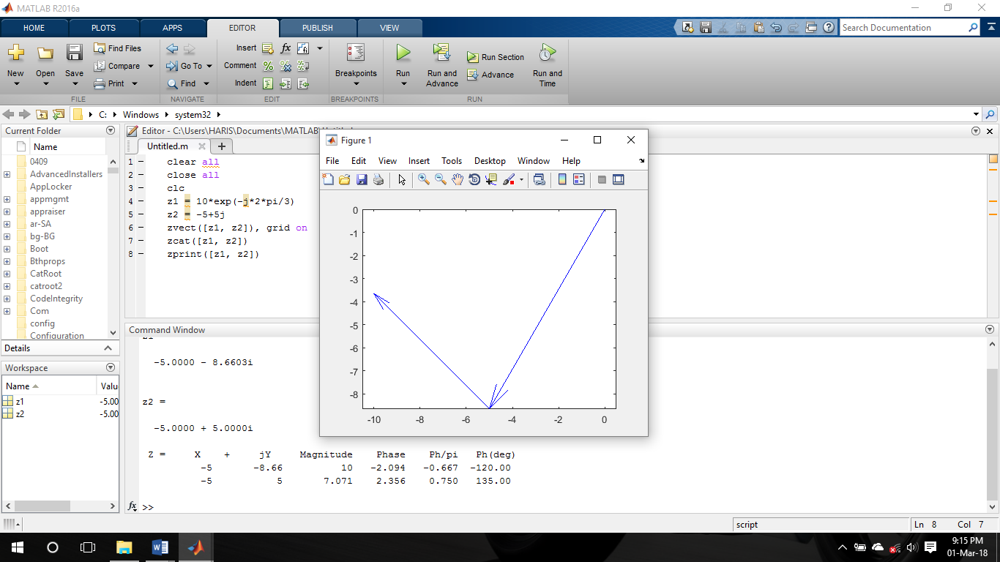 MATLAB R2016a
HOME PLOTS APPS EDITOR PUBLISH VIEW Search Documentation
New Open Save Find Files Compare Print
FILE
Go To Find
NAVIGATE
Insert fx
Comment
Indent
EDIT
Breakpoints
BREAKPOINTS
Run Run and Advance Run Section Advance Run and Time
RUN
C: Windows system32
Current Folder
Name
0409
AdvancedInstallers
AppLocker
appmgmt
appraiser
ar-SA
bg-BG
Boot
Bthprops
CatRoot
catroot2
CodeIntegrity
Com
config
Configuration
Details
Workspace
Name Valu
z1 -5.00
z2 -5.00
Editor - C:\Users\HARIS\Documents\MATLAB\
Untitled.m
1 clear all
2 close all
3 clc
4 z1 = 10*exp(-j*2*pi/3)
5 z2 = -5+5j
6 zvect([z1, z2]), grid on
7 zcat([z1, z2])
8 zprint([z1, z2])
Figure 1
File Edit View Insert Tools Desktop Window Help
0
-1
-2
-3
-4
-5
-6
-7
-8
-10 -8 -6 -4 -2 0
Command Window
-5.0000 - 8.6603i
z2 =
-5.0000 + 5.0000i
Z = X + jY Magnitude Phase Ph/pi Ph(deg)
-5 -8.66 10 -2.094 -0.667 -120.00
-5 5 7.071 2.356 0.750 135.00
fx >>
script Ln 8 Col 7
9:15 PM
01-Mar-18